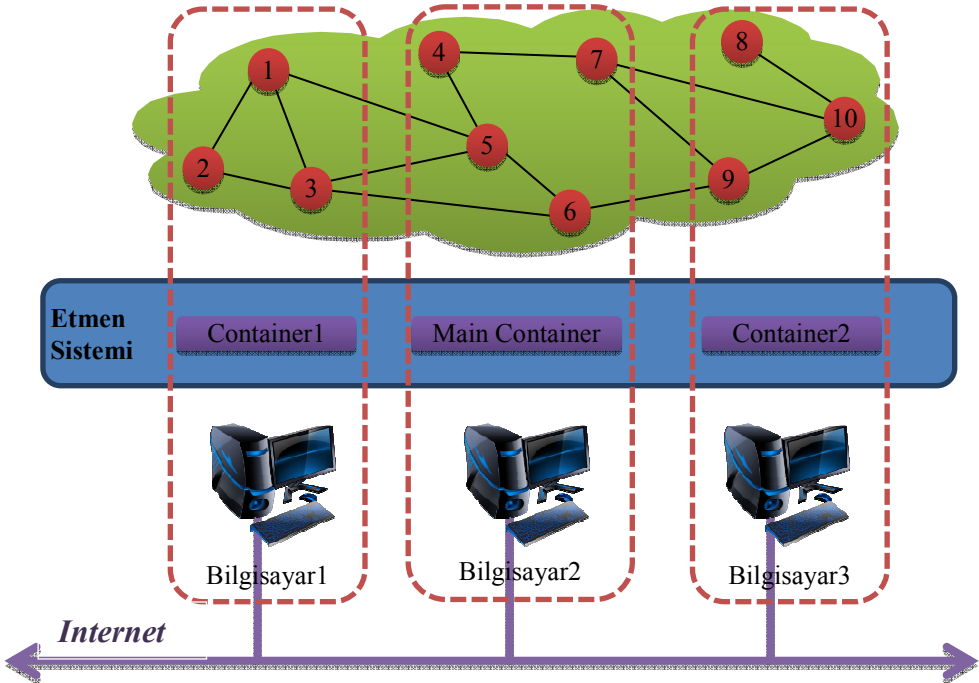 1
2
3
4
5
6
7
8
9
10
Etmen
Sistemi
Container1
Main Container
Container2
Bilgisayar1
Bilgisayar2
Bilgisayar3
Internet